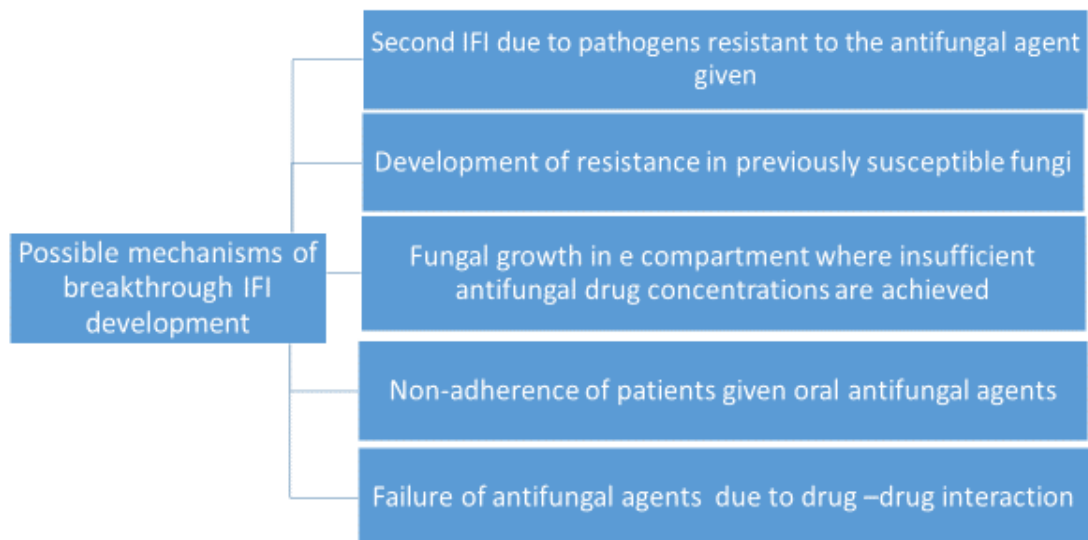 Second IFI due to pathogens resistant to the antifungal agent
given
Development of resistance in previously susceptible fungi
Possible mechanisms of
breakthrough IFI
development
Fungal growth in e compartment where insufficient
antifungal drug concentrations are achieved
Non-adherence of patients given oral antifungal agents
Failure of antifungal agents due to drug –drug interaction